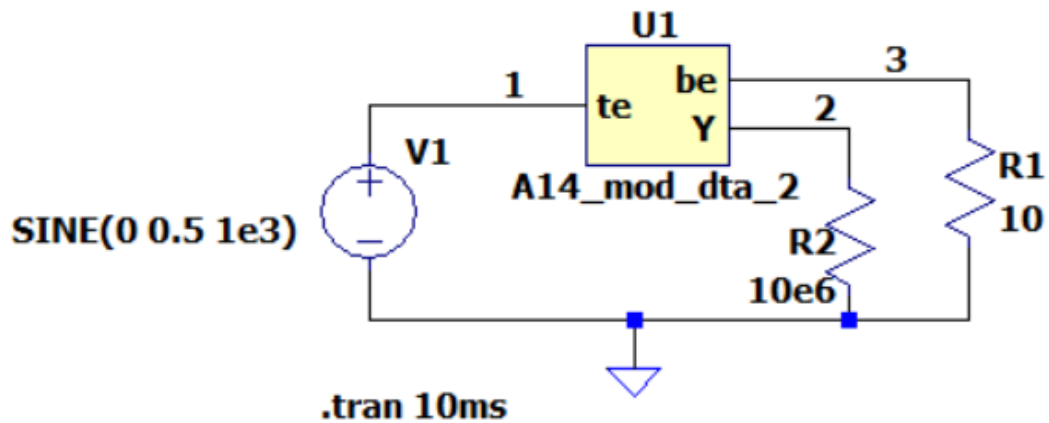 U1
1
te
be
3
Y
2
V1
A14_mod_dta_2
R1
SINE(0 0.5 1e3)
10
R2
10e6
.tran 10ms